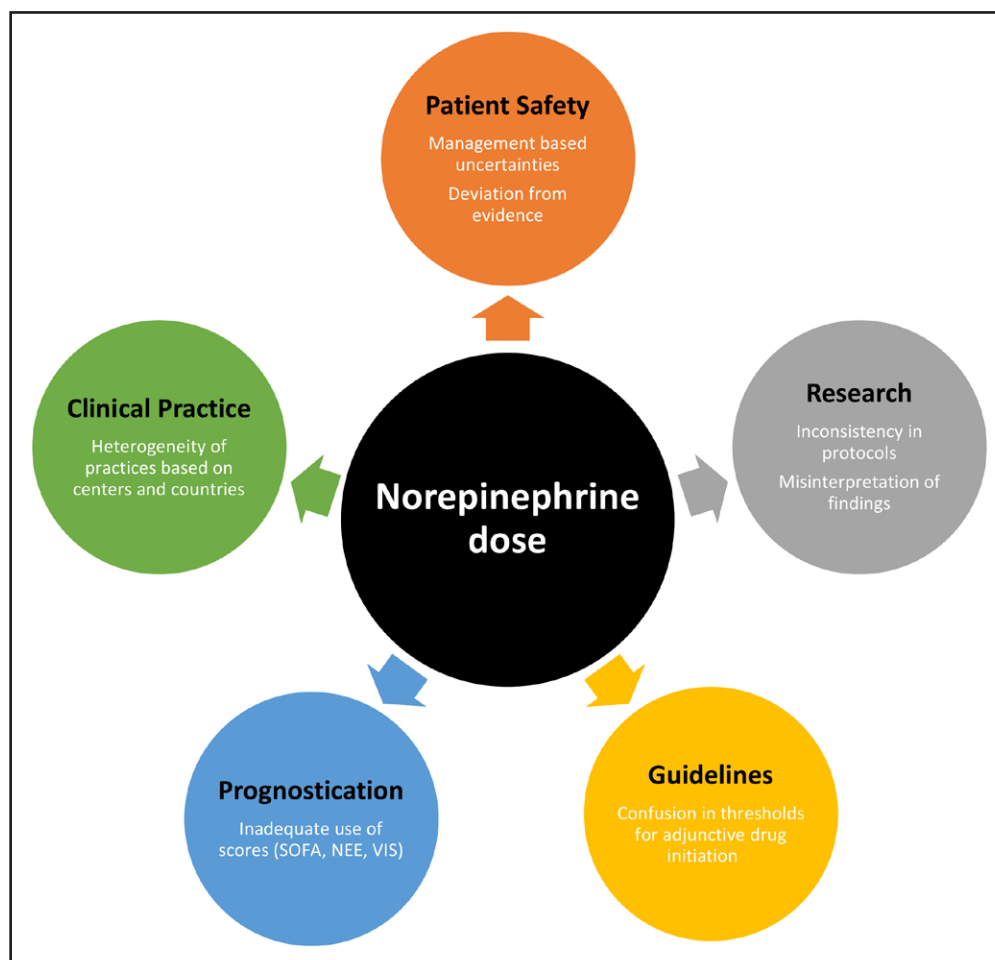 Patient Safety
Management based
uncertainties
Deviation from
evidence
Clinical Practice
Heterogeneity of
practices based on
centers and countries
Research
Inconsistency in
protocols
Misinterpretation of
findings
Norepinephrine
dose
Prognostication
Inadequate use of
scores (SOFA, NEE, VIS)
Guidelines
Confusion in thresholds
for adjunctive drug
initiation